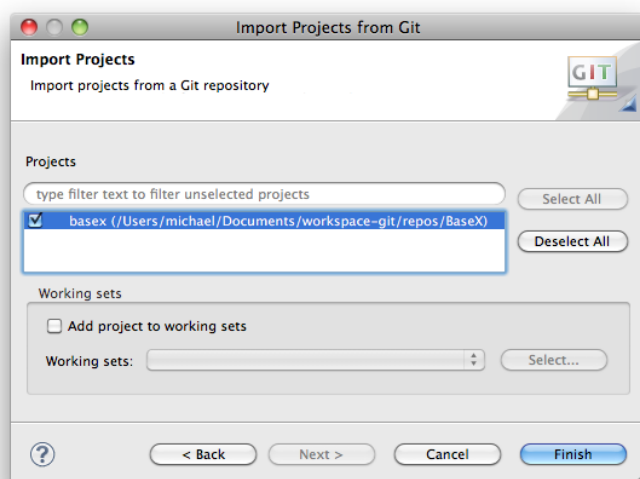 Import Projects from Git
Import Projects
Import projects from a Git repository
GIT
Projects
type filter text to filter unselected projects
Select All
basex (/Users/michael/Documents/workspace-git/repos/BaseX)
Deselect All
Working sets
Add project to working sets
Working sets:
Select...
?
< Back
Next >
Cancel
Finish